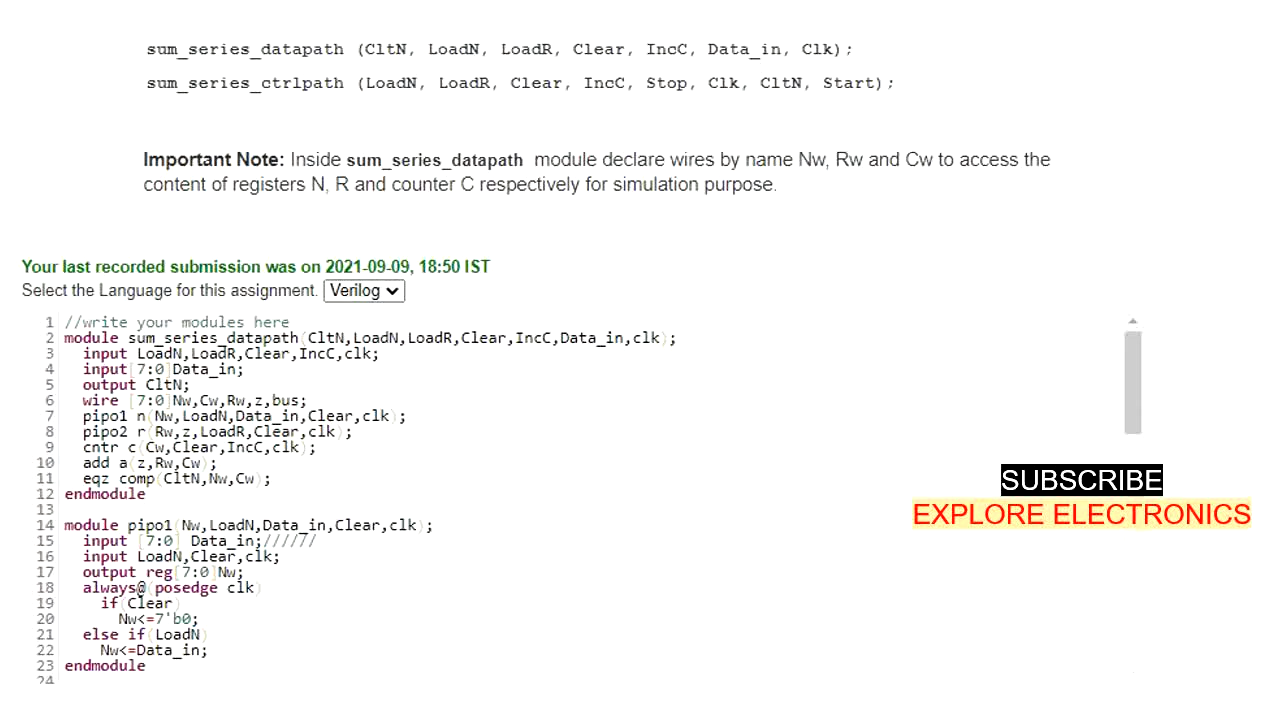 sum_series_datapath (CltN, LoadN, LoadR, Clear, IncC, Data_in, Clk);
sum_series_ctrlpath (LoadN, LoadR, Clear, IncC, Stop, Clk, CltN, Start);
Important Note: Inside sum_series_datapath module declare wires by name Nw, Rw and Cw to access the
content of registers N, R and counter C respectively for simulation purpose.
Your last recorded submission was on 2021-09-09, 18:50 IST
Select the Language for this assignment. Verilog
1 //write your modules here
2 module sum_series_datapath(CltN,LoadN,LoadR,Clear,IncC,Data_in,clk);
3 input LoadN,LoadR,Clear,IncC,clk;
4 input[7:0]Data_in;
5 output CltN;
6 wire [7:0]Nw,Cw,Rw,z,bus;
7 pipo1 n(Nw,LoadN,Data_in,Clear,clk);
8 pipo2 r(Rw,z,LoadR,Clear,clk);
9 cntr c(Cw,Clear,IncC,clk);
10 add a(z,Rw,Cw);
11 eqz comp(CltN,Nw,Cw);
12 endmodule
13
14 module pipo1(Nw,LoadN,Data_in,Clear,clk);
15 input [7:0] Data_in;//////
16 input LoadN,Clear,clk;
17 output reg[7:0]Nw;
18 always@(posedge clk)
19 if(Clear)
20 Nw<=7'b0;
21 else if(LoadN)
22 Nw<=Data_in;
23 endmodule
24
SUBSCRIBE
EXPLORE ELECTRONICS